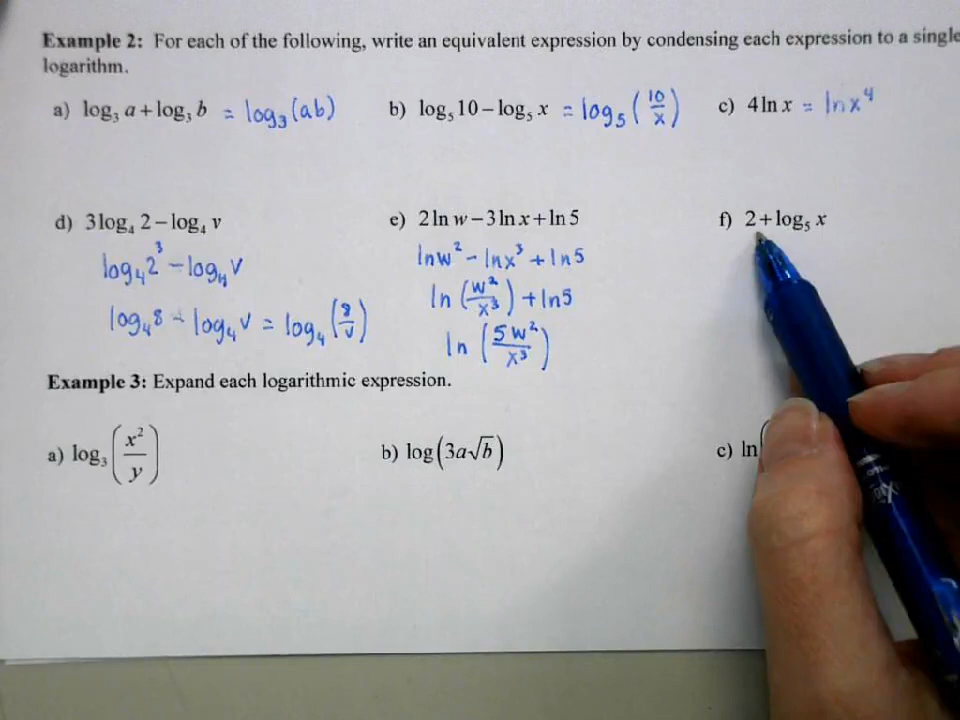 Example 2: For each of the following, write an equivalent expression by condensing each expression to a single
logarithm.
a) log₃ a + log₃ b = log₃(ab)
b) log₅ 10 – log₅ x = log₅(10/x)
c) 4 ln x = ln x⁴
d) 3 log₄ 2 – log₄ v
log₄ 2³ – log₄ v
log₄ 8 – log₄ v = log₄(8/v)
e) 2 ln w – 3 ln x + ln 5
ln w² – ln x³ + ln 5
ln(w²/x³) + ln 5
ln(5w²/x³)
f) 2 + log₅ x
Example 3: Expand each logarithmic expression.
a) log₃(x²/y)
b) log(3a√b)
c) ln(